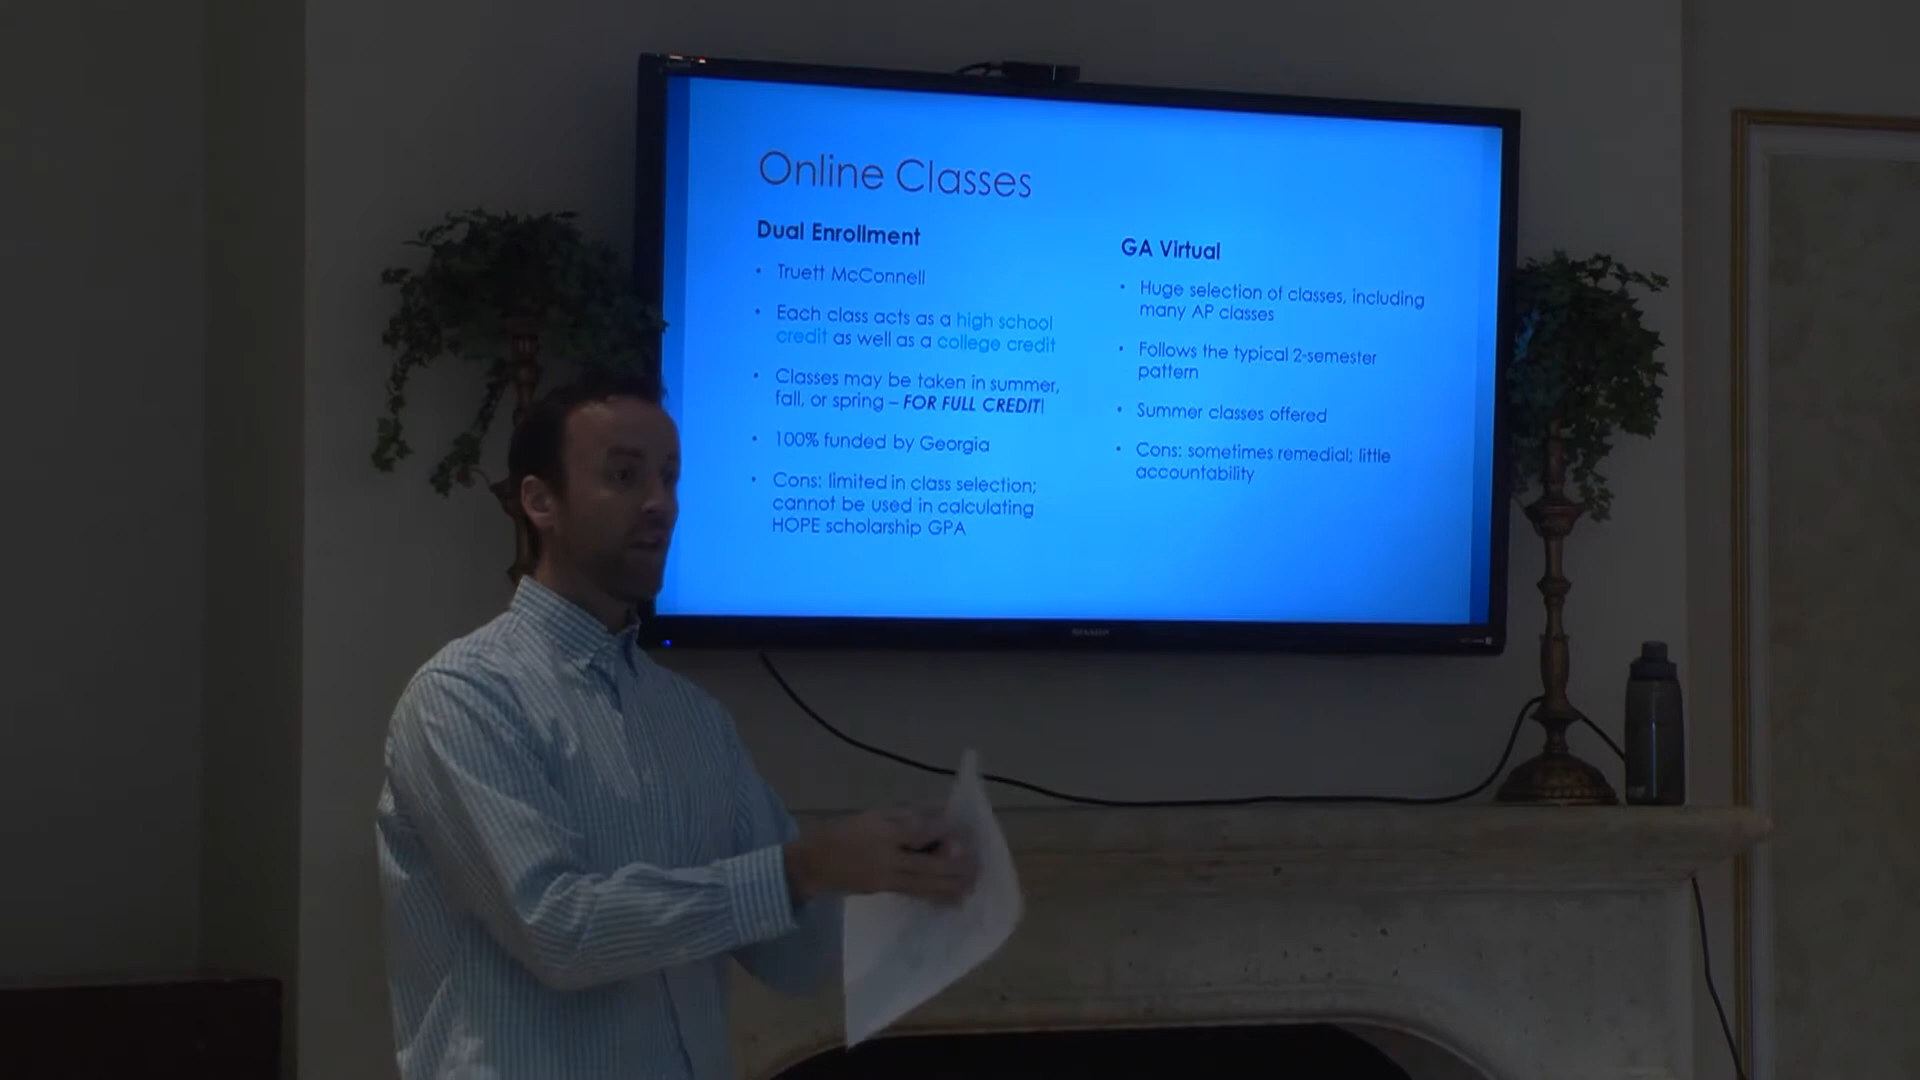 Online Classes
Dual Enrollment
• Truett McConnell
• Each class acts as a high school
credit as well as a college credit
• Classes may be taken in summer,
fall, or spring – FOR FULL CREDIT!
• 100% funded by Georgia
• Cons: limited in class selection;
cannot be used in calculating
HOPE scholarship GPA
GA Virtual
• Huge selection of classes, including
many AP classes
• Follows the typical 2-semester
pattern
• Summer classes offered
• Cons: sometimes remedial; little
accountability
SHARP